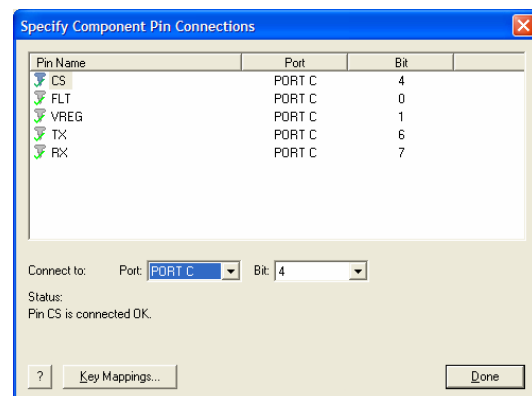 Specify Component Pin Connections
Pin Name Port Bit
CS PORT C 4
FLT PORT C 0
VREG PORT C 1
TX PORT C 6
RX PORT C 7
Connect to: Port: PORT C Bit: 4
Status:
Pin CS is connected OK.
? Key Mappings... Done